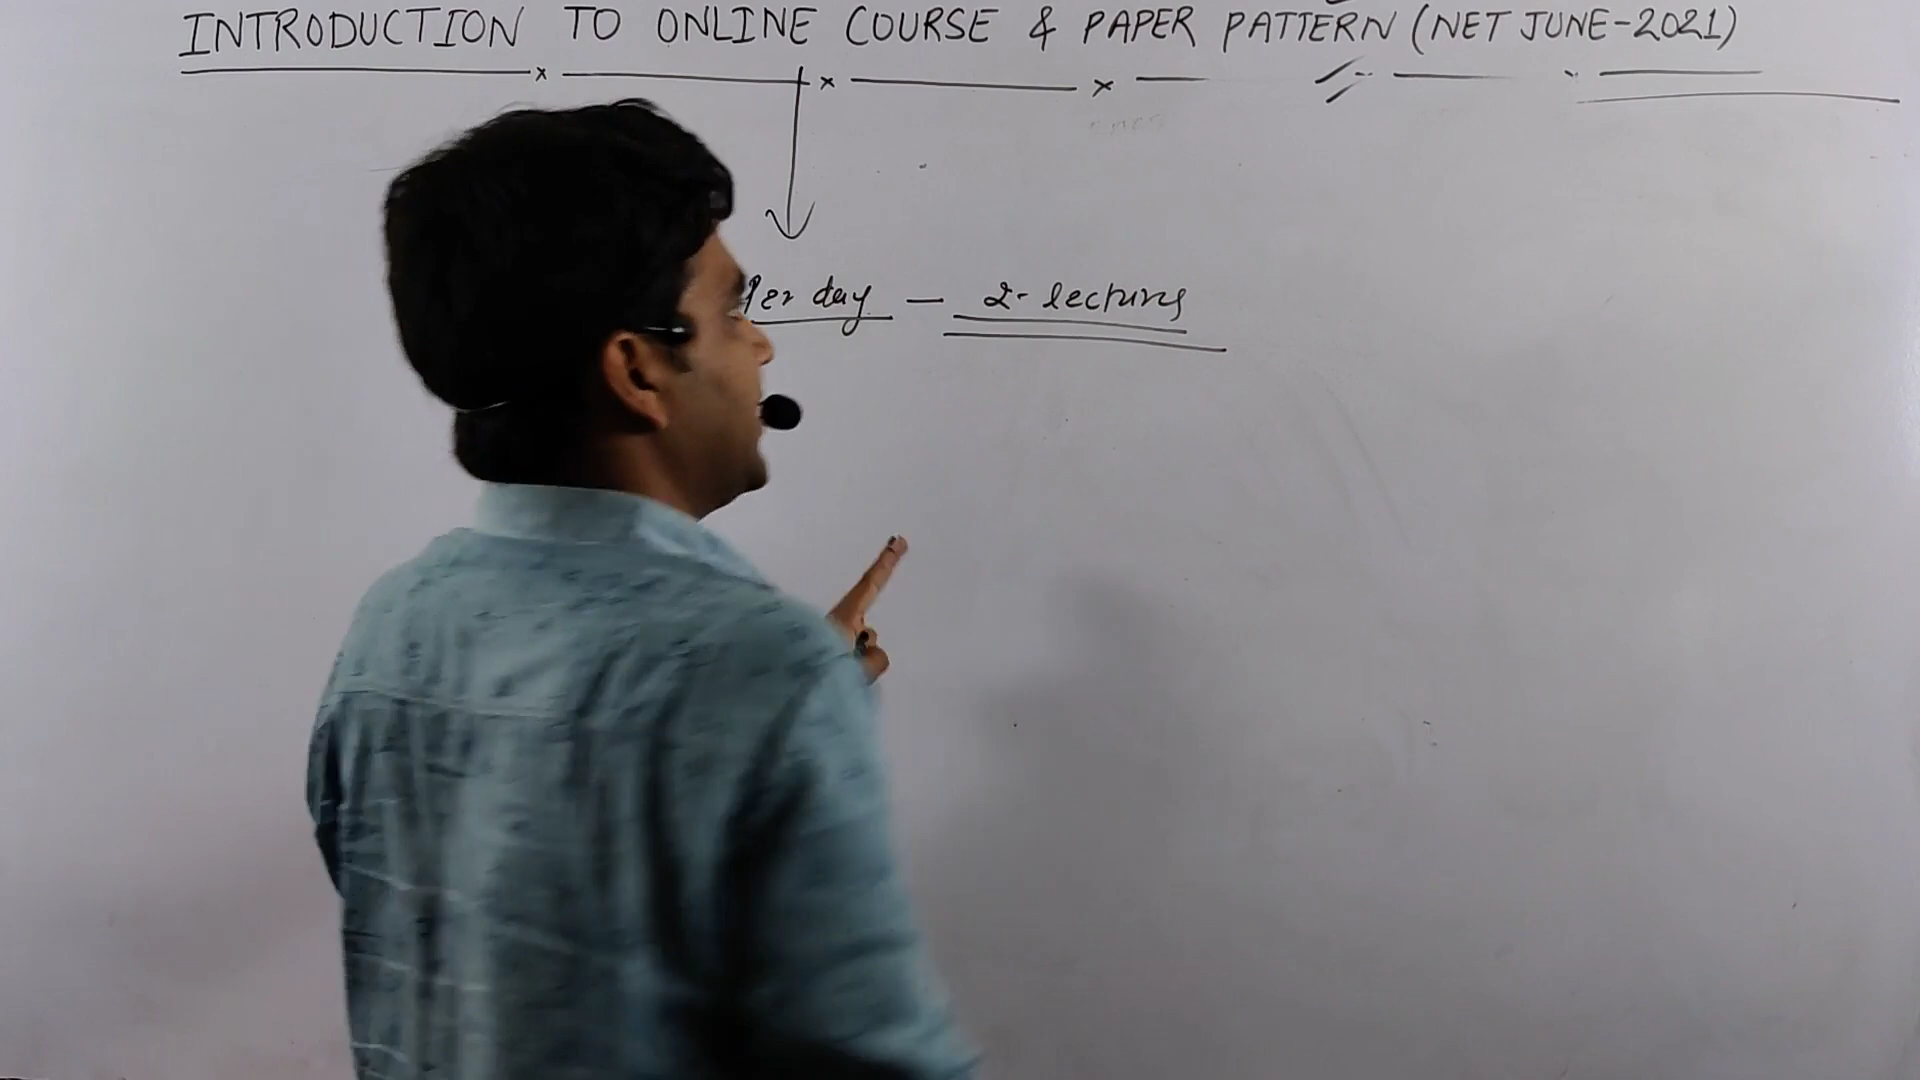 INTRODUCTION TO ONLINE COURSE & PAPER PATTERN (NET JUNE-2021)
Per day — 2- lectures